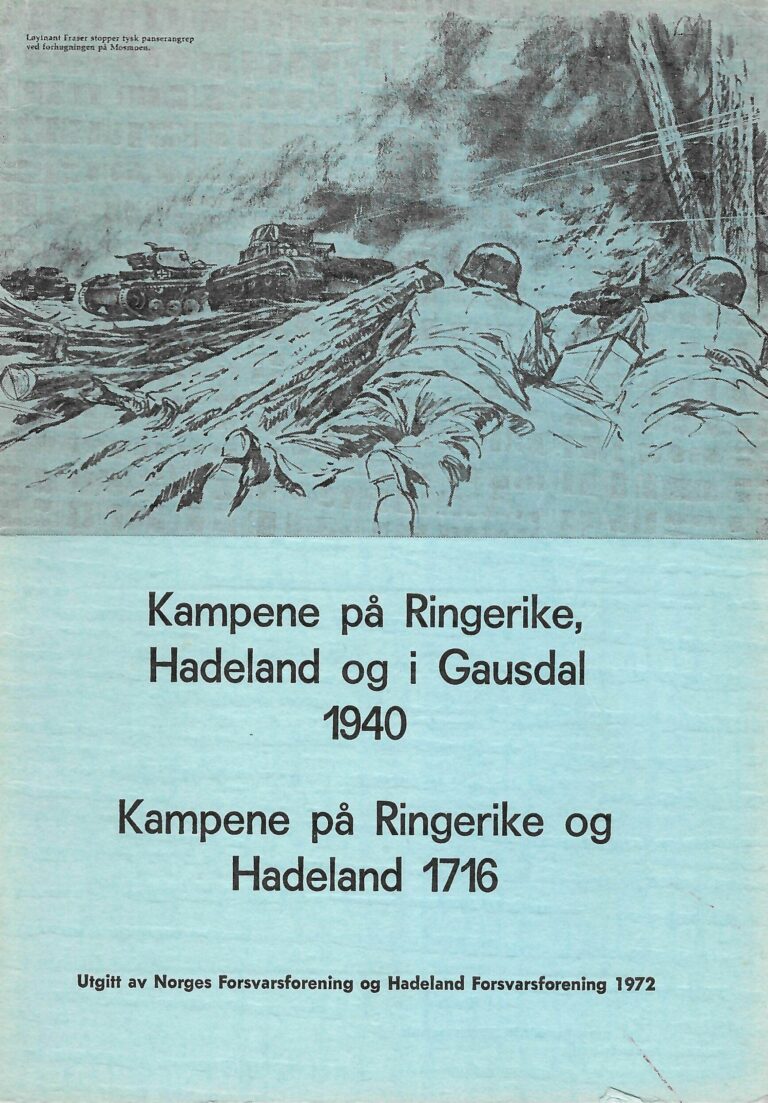 Løytnant Fraser stopper tysk panserangrep
ved forhugningen på Mosmoen.
Kampene på Ringerike,
Hadeland og i Gausdal
1940
Kampene på Ringerike og
Hadeland 1716
Utgitt av Norges Forsvarsforening og Hadeland Forsvarsforening 1972